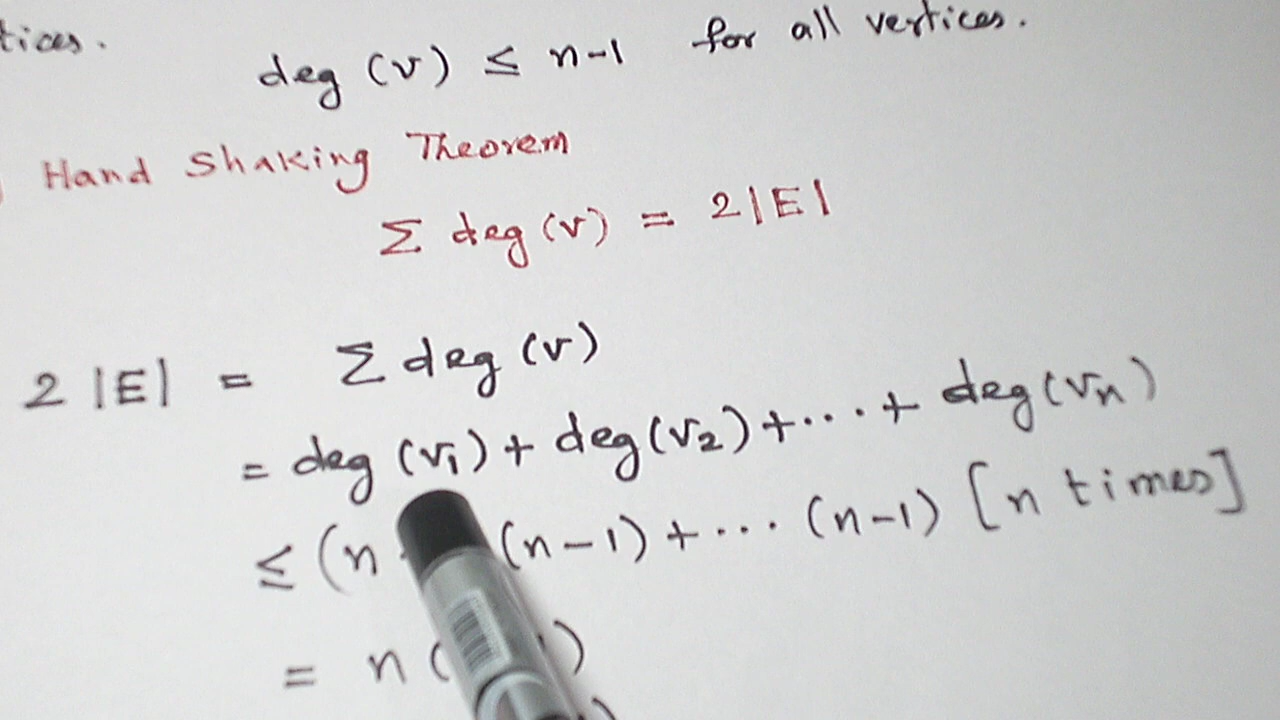 tices.
deg (v) ≤ n-1 for all vertices.
Hand Shaking Theorem
Σ deg (v) = 2|E|
2 |E| = Σ deg (v)
= deg (v₁) + deg (v₂) + ... + deg (vₙ)
≤ (n (n-1) + ... (n-1) [n times]
= n ( )